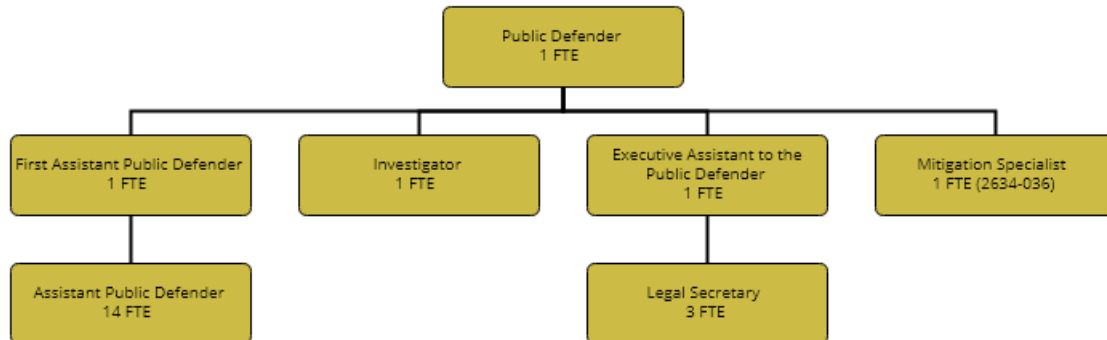 Public Defender
1 FTE
First Assistant Public Defender
1 FTE
Investigator
1 FTE
Executive Assistant to the
Public Defender
1 FTE
Mitigation Specialist
1 FTE (2634-036)
Assistant Public Defender
14 FTE
Legal Secretary
3 FTE